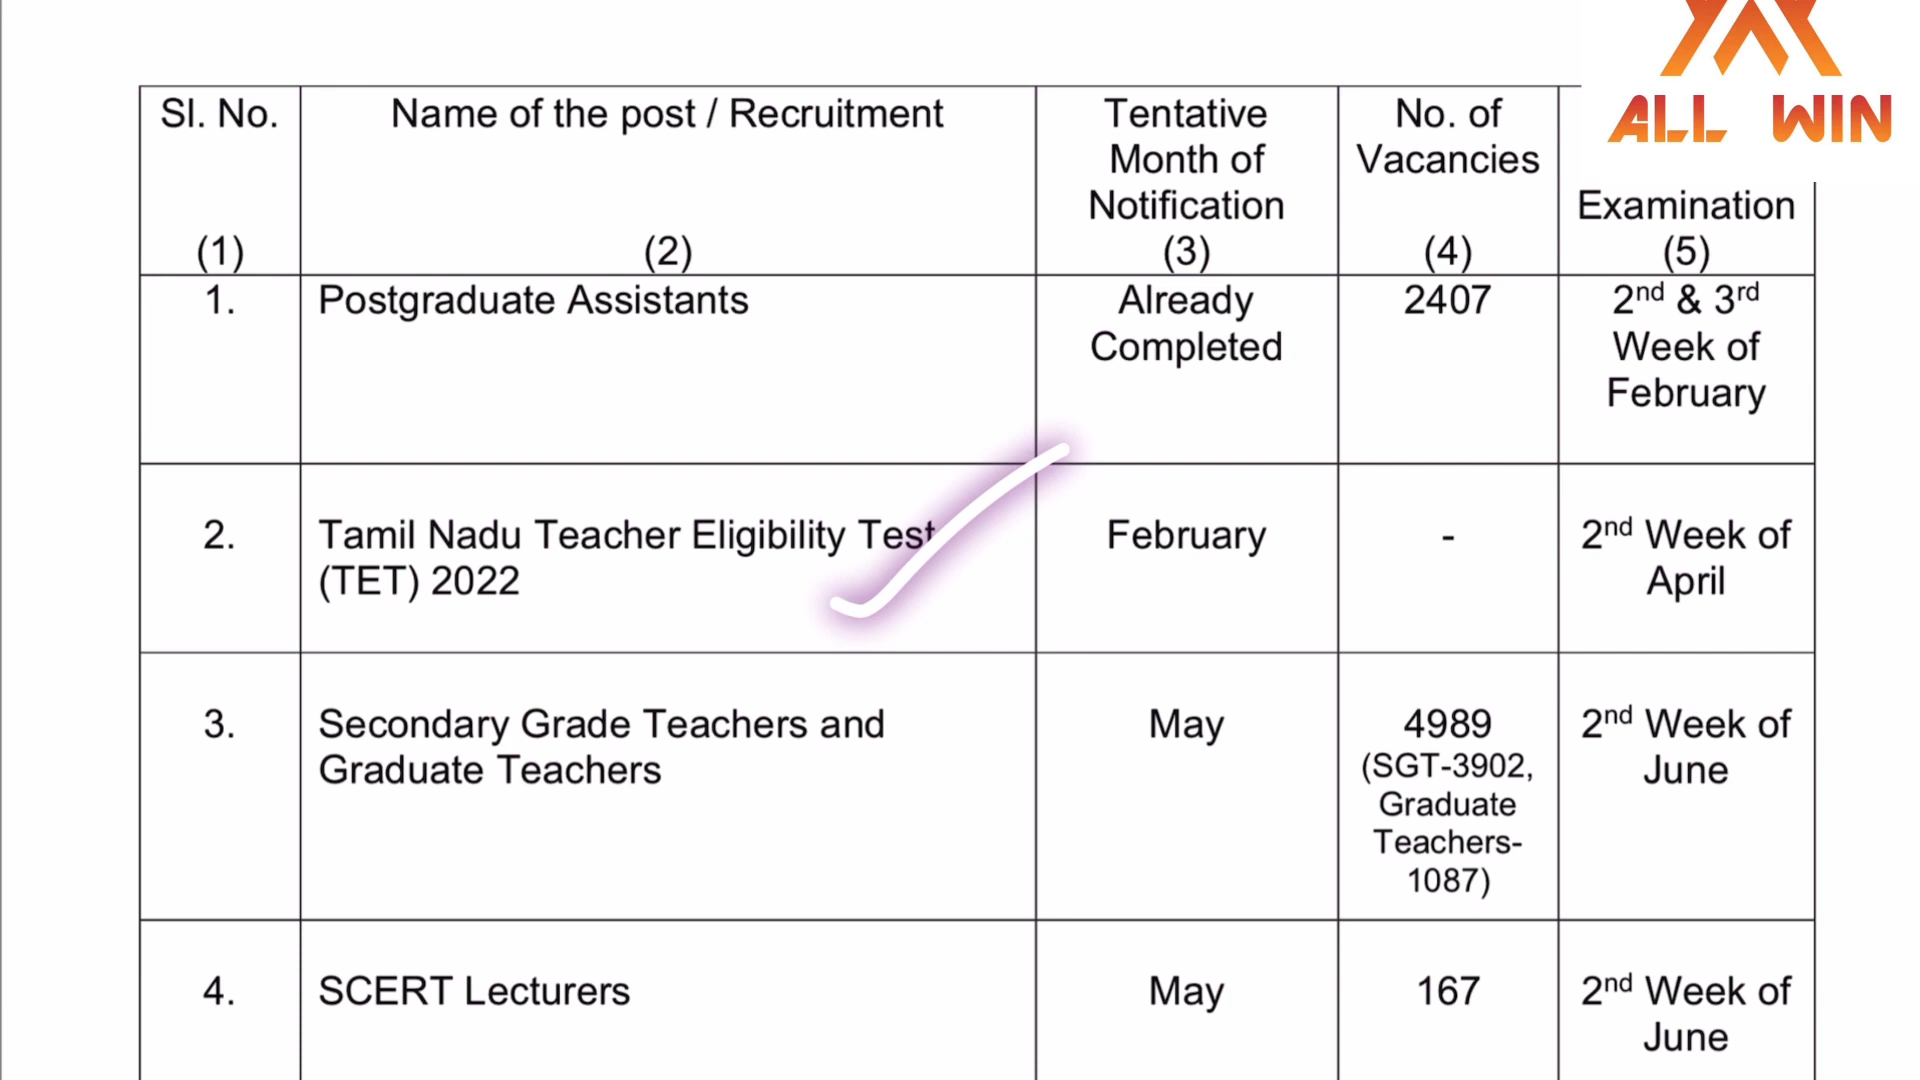 ALL WIN
Sl. No.
(1)
Name of the post / Recruitment
(2)
Tentative
Month of
Notification
(3)
No. of
Vacancies
(4)
Examination
(5)
1.
Postgraduate Assistants
Already
Completed
2407
2nd & 3rd
Week of
February
2.
Tamil Nadu Teacher Eligibility Test
(TET) 2022
February
-
2nd Week of
April
3.
Secondary Grade Teachers and
Graduate Teachers
May
4989
(SGT-3902,
Graduate
Teachers-
1087)
2nd Week of
June
4.
SCERT Lecturers
May
167
2nd Week of
June